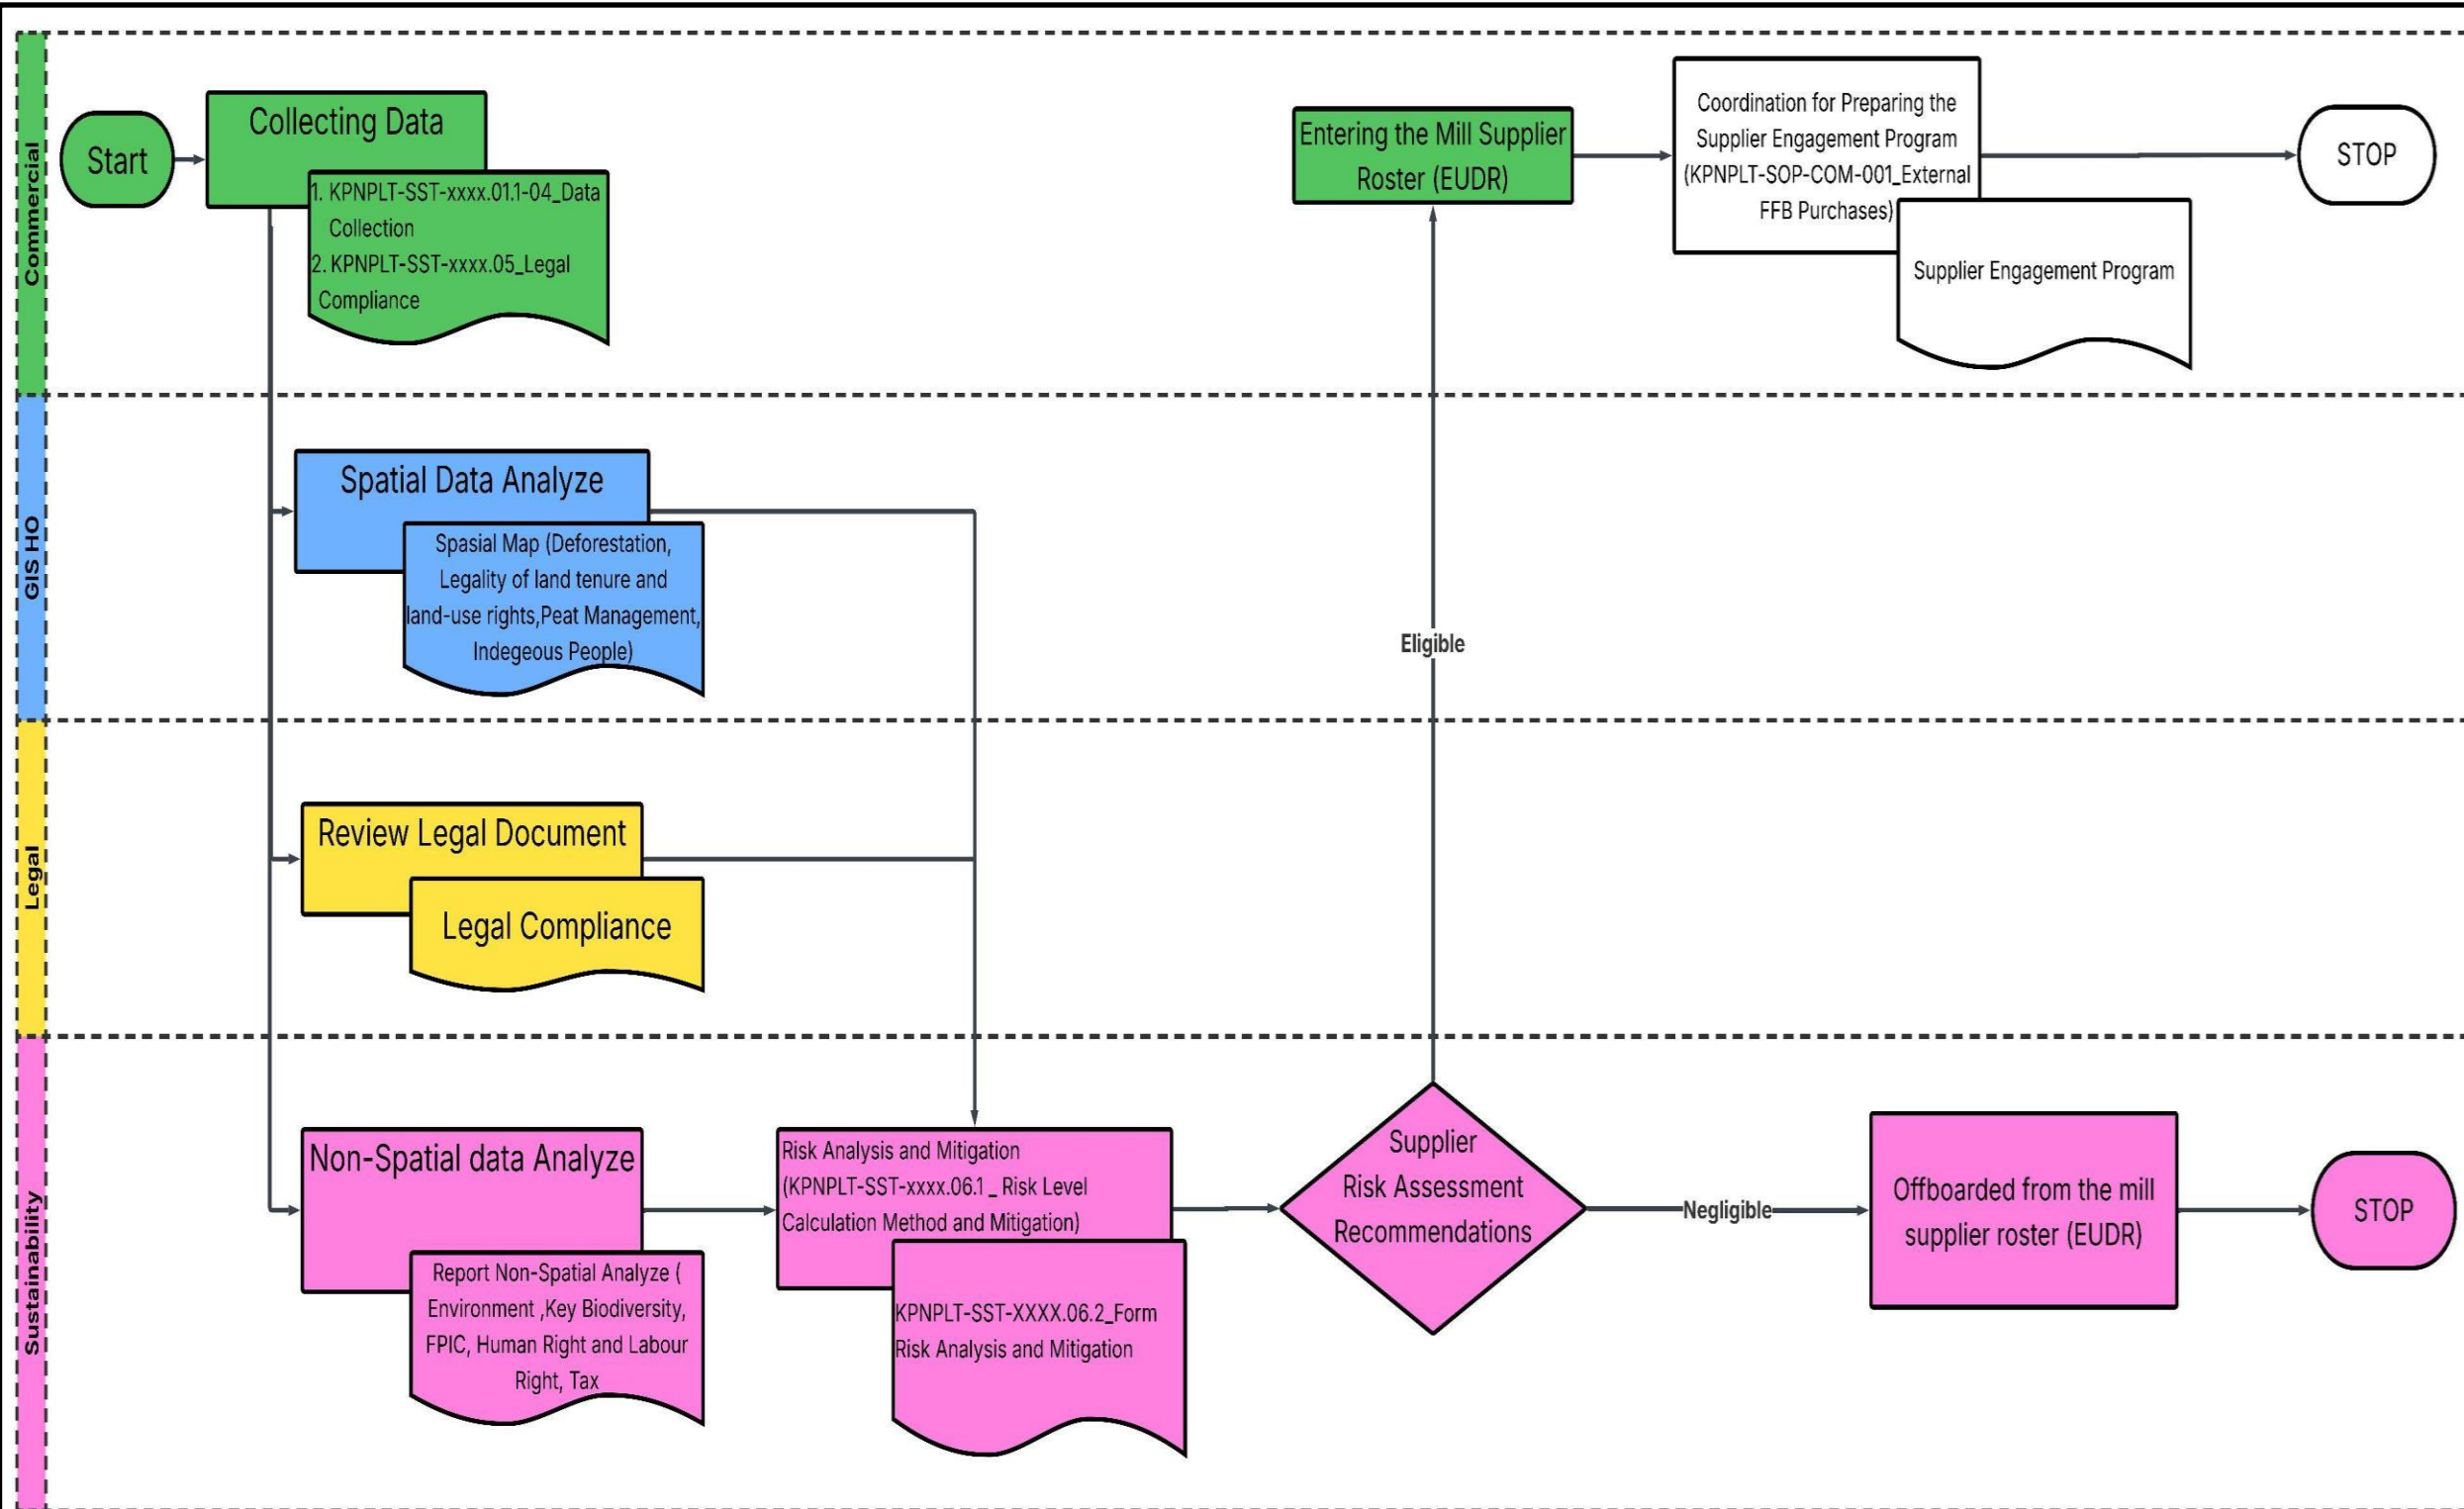 Commercial
Start
Collecting Data
1. KPNPLT-SST-xxxx.01.1-04_Data
Collection
2. KPNPLT-SST-xxxx.05_Legal
Compliance
Entering the Mill Supplier
Roster (EUDR)
Coordination for Preparing the
Supplier Engagement Program
(KPNPLT-SOP-COM-001_External
FFB Purchases)
Supplier Engagement Program
STOP
GIS HO
Spatial Data Analyze
Spasial Map (Deforestation,
Legality of land tenure and
land-use rights,Peat Management,
Indegeous People)
Eligible
Legal
Review Legal Document
Legal Compliance
Sustainability
Non-Spatial data Analyze
Report Non-Spatial Analyze (
Environment ,Key Biodiversity,
FPIC, Human Right and Labour
Right, Tax
Risk Analysis and Mitigation
(KPNPLT-SST-xxxx.06.1_ Risk Level
Calculation Method and Mitigation)
KPNPLT-SST-XXXX.06.2_Form
Risk Analysis and Mitigation
Supplier
Risk Assessment
Recommendations
Negligible
Offboarded from the mill
supplier roster (EUDR)
STOP